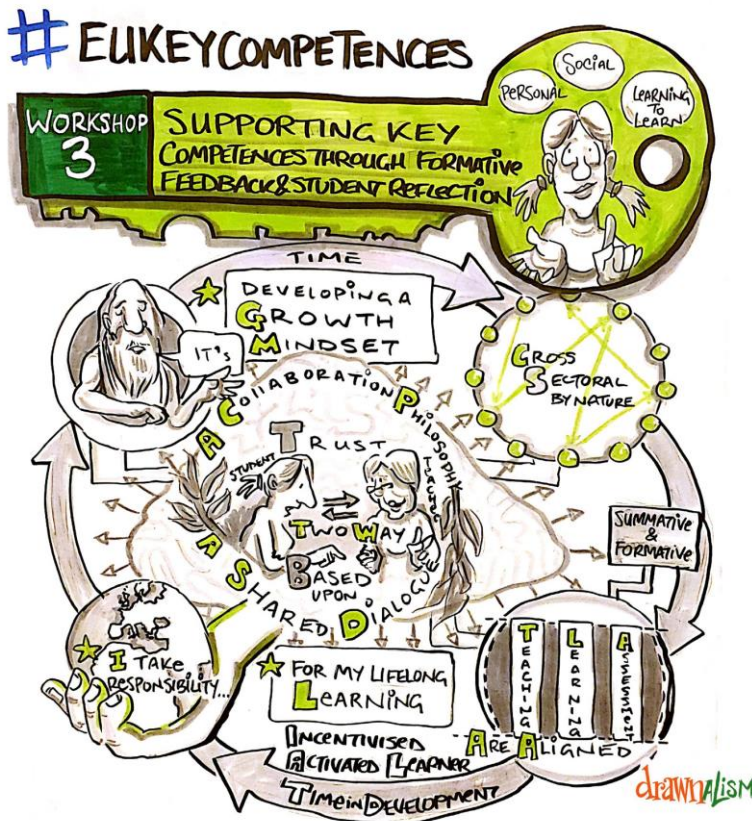 #EUKEYCOMPETENCES
PERSONAL
SOCIAL
LEARNING
TO
LEARN
WORKSHOP
3
SUPPORTING KEY
COMPETENCES THROUGH FORMATIVE
FEEDBACK & STUDENT REFLECTION
TIME
DEVELOPING A
GROWTH
MINDSET
IT'S
CROSS
SECTORAL
BY NATURE
A COLLABORATION PHILOSOPHY
TRUST
STUDENT
TWO WAY
BASED
UPON
A SHARED DIALOGUE
SUMMATIVE
&
FORMATIVE
TEACHING
LEARNING
ASSESSMENT
ARE ALIGNED
I TAKE
RESPONSIBILITY...
FOR MY LIFELONG
LEARNING
INCENTIVISED
ACTIVATED LEARNER
TIME IN DEVELOPMENT
drawnalism